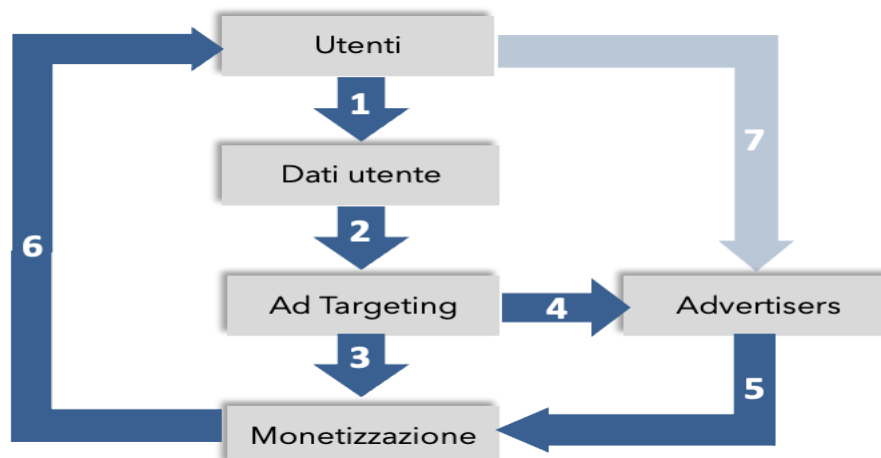 Utenti
1
7
Dati utente
2
6
Ad Targeting
4
Advertisers
3
5
Monetizzazione